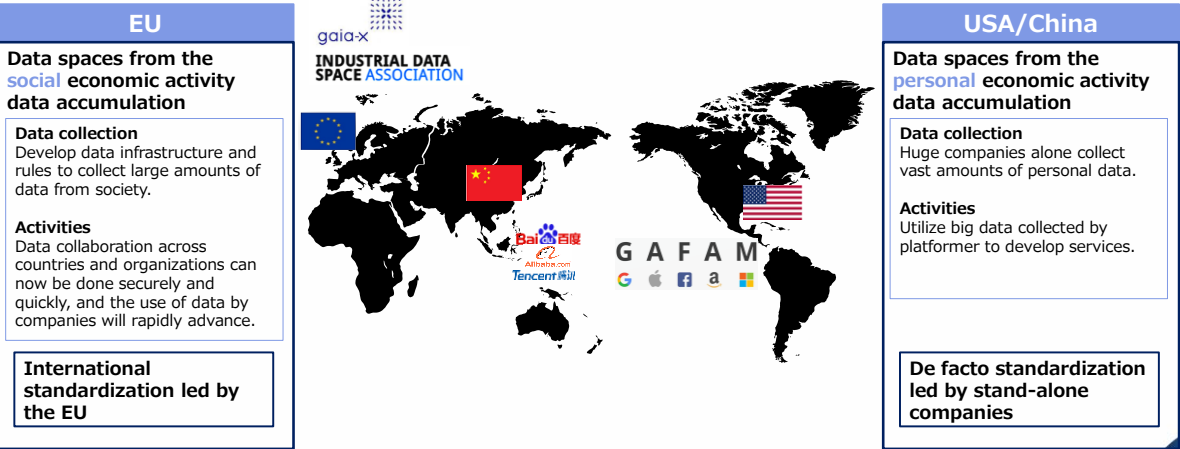 EU
Data spaces from the
social economic activity
data accumulation
Data collection
Develop data infrastructure and
rules to collect large amounts of
data from society.
Activities
Data collaboration across
countries and organizations can
now be done securely and
quickly, and the use of data by
companies will rapidly advance.
International
standardization led by
the EU
gaia-x
INDUSTRIAL DATA
SPACE ASSOCIATION
Baidu百度
Alibaba.com
Tencent腾讯
G A F A M
USA/China
Data spaces from the
personal economic activity
data accumulation
Data collection
Huge companies alone collect
vast amounts of personal data.
Activities
Utilize big data collected by
platformer to develop services.
De facto standardization
led by stand-alone
companies